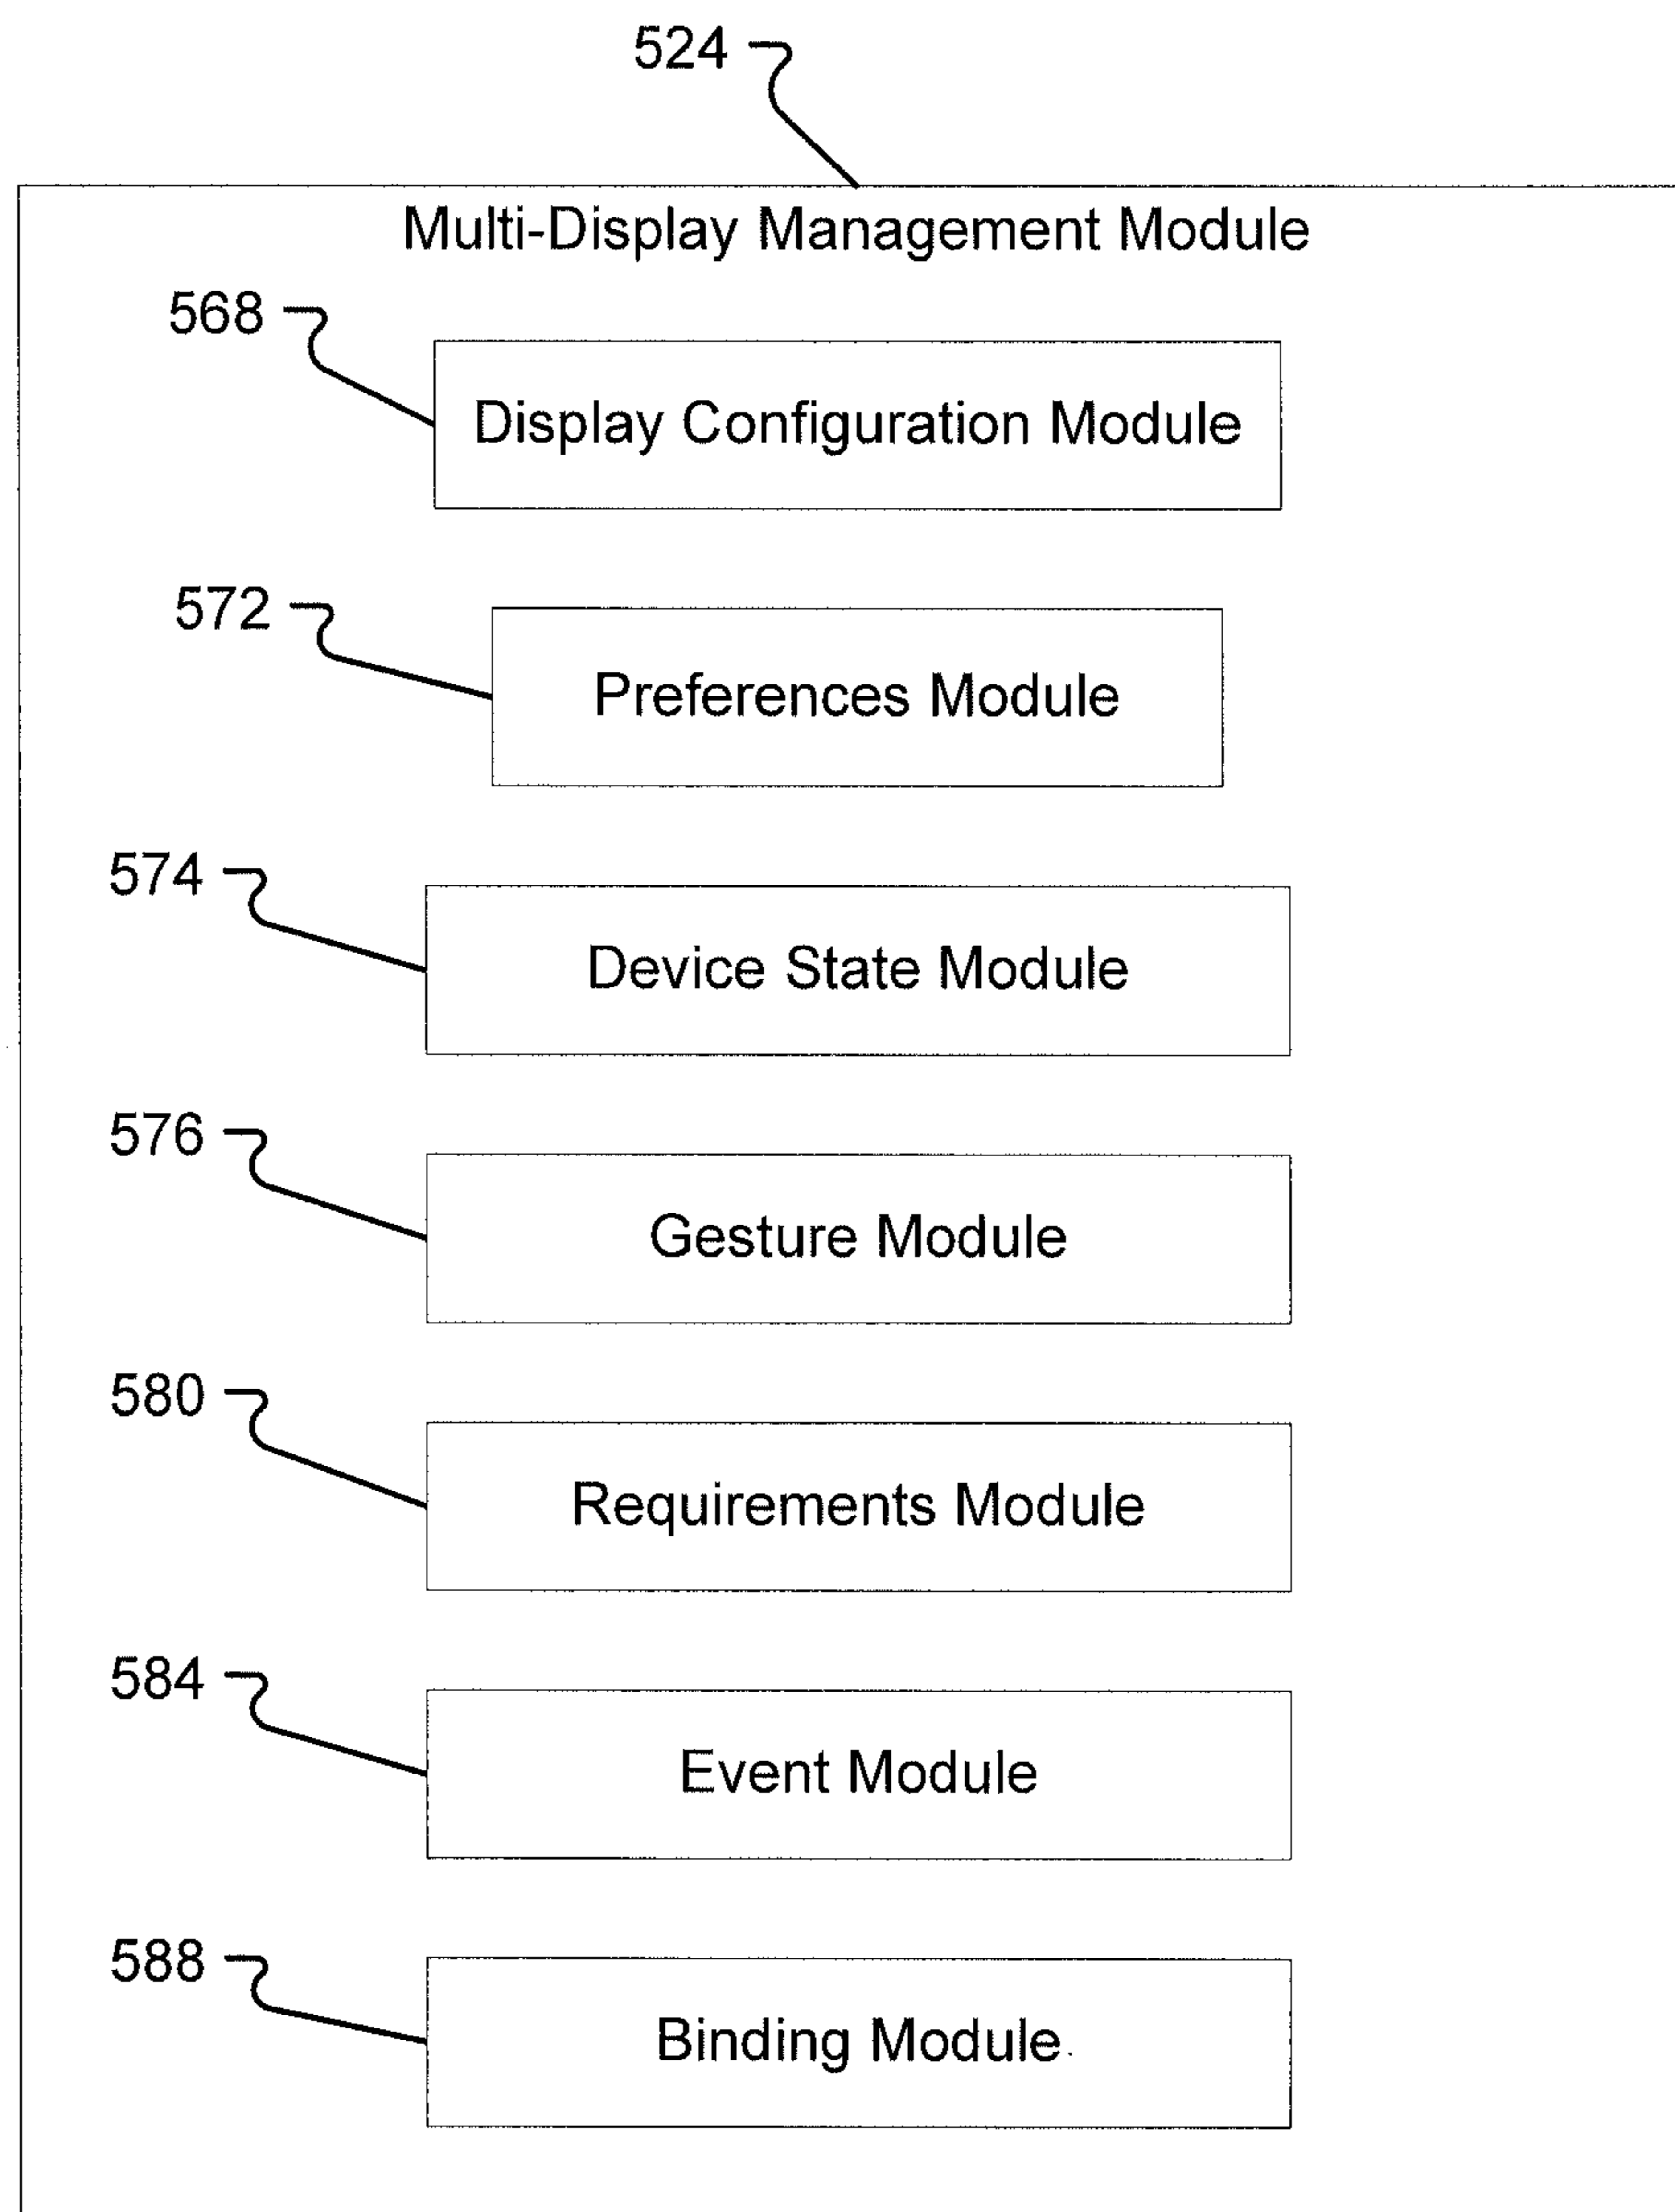 524
Multi-Display Management Module
568
Display Configuration Module
572
Preferences Module
574
Device State Module
576
Gesture Module
580
Requirements Module
584
Event Module
588
Binding Module